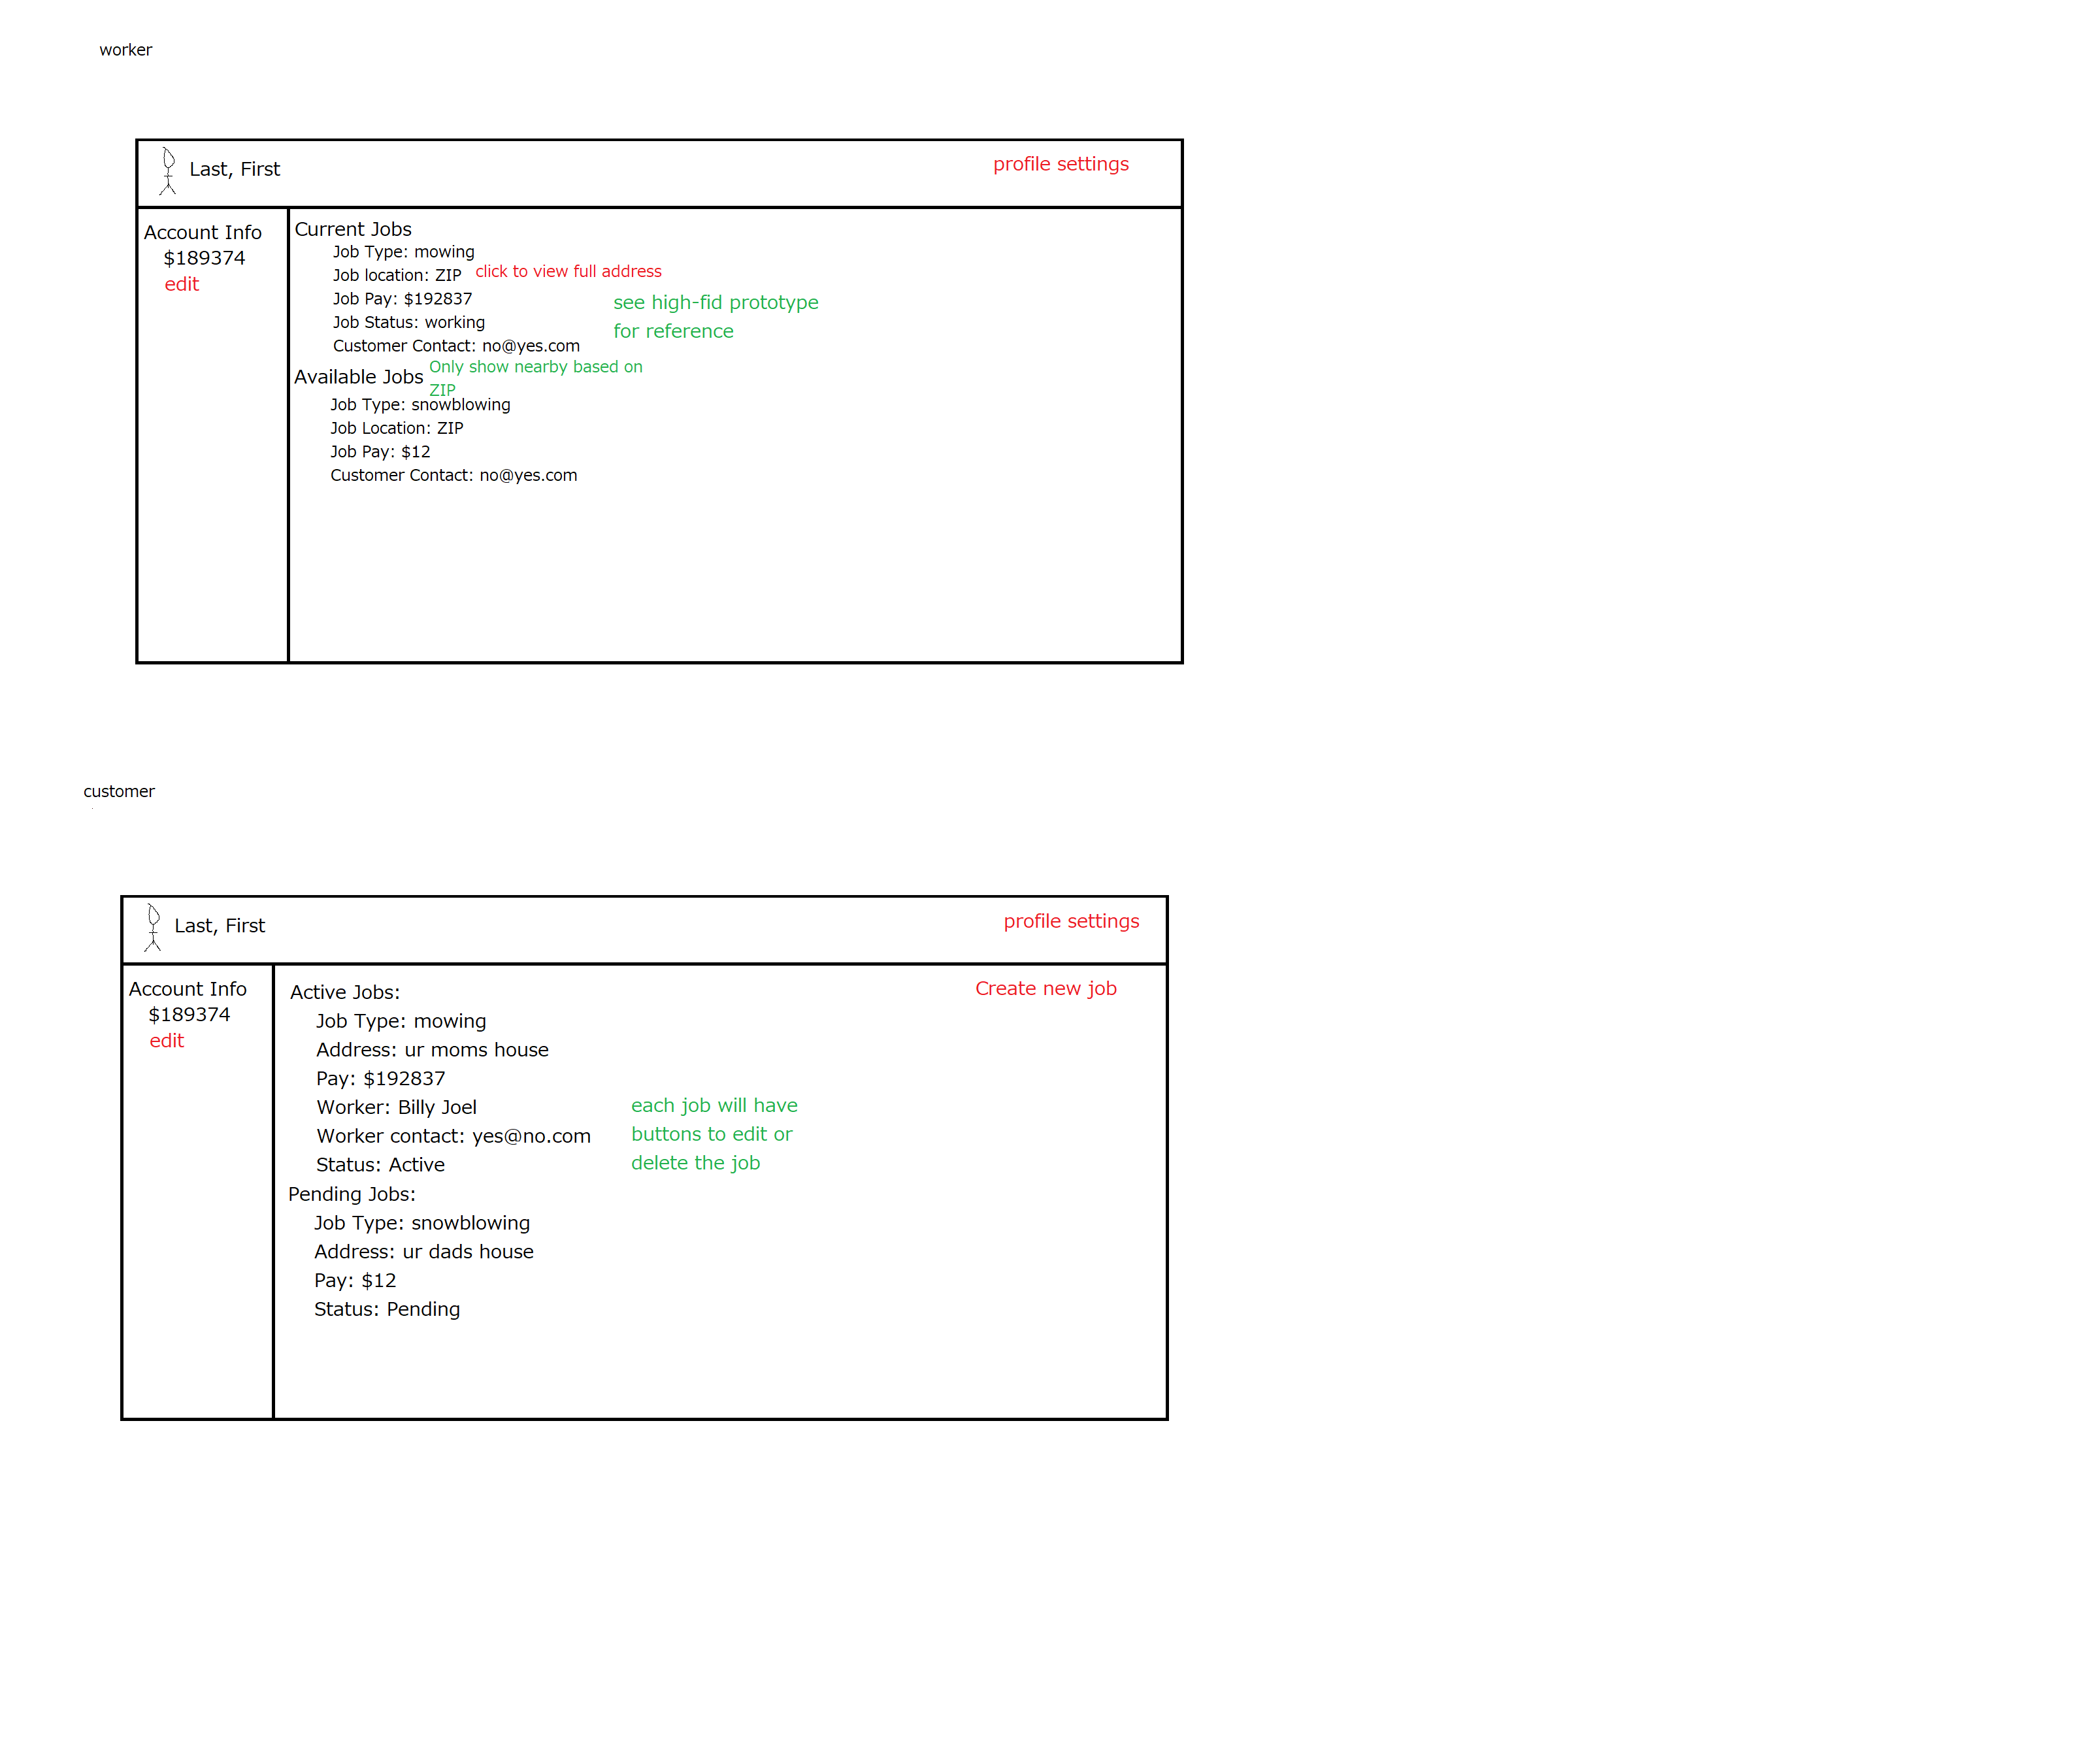 worker
Last, First
profile settings
Account Info
$189374
edit
Current Jobs
Job Type: mowing
Job location: ZIP click to view full address
Job Pay: $192837
see high-fid prototype
for reference
Job Status: working
Customer Contact: no@yes.com
Available Jobs
Only show nearby based on
ZIP
Job Type: snowblowing
Job Location: ZIP
Job Pay: $12
Customer Contact: no@yes.com
customer
Last, First
profile settings
Account Info
$189374
edit
Create new job
Active Jobs:
Job Type: mowing
Address: ur moms house
Pay: $192837
Worker: Billy Joel
Worker contact: yes@no.com
Status: Active
each job will have
buttons to edit or
delete the job
Pending Jobs:
Job Type: snowblowing
Address: ur dads house
Pay: $12
Status: Pending